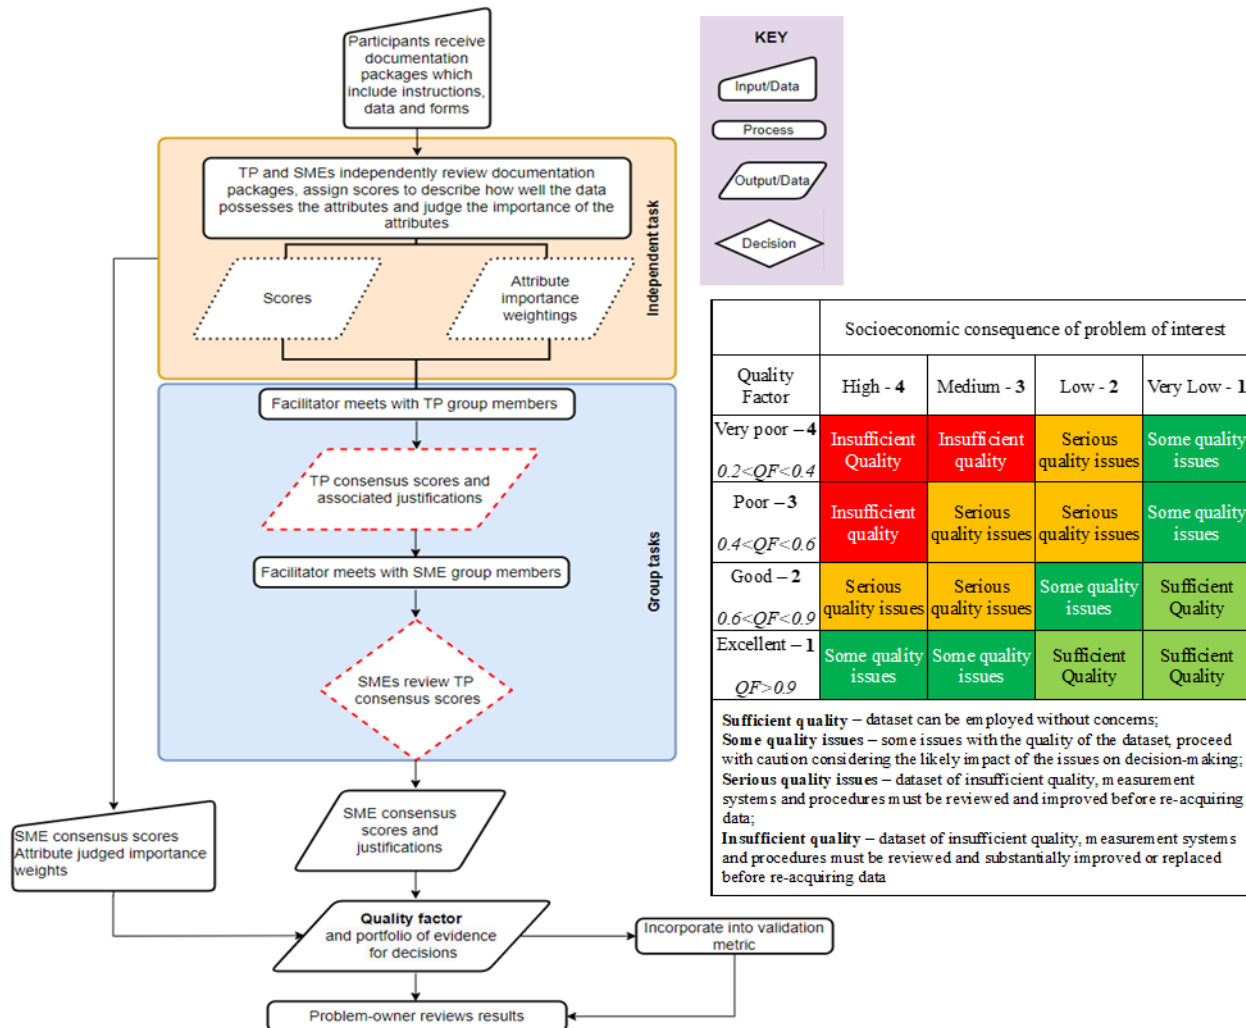 Participants receive
documentation
packages which
include instructions,
data and forms
TP and SMEs independently review documentation
packages, assign scores to describe how well the data
possesses the attributes and judge the importance of the
attributes
Scores
Attribute
importance
weightings
Independent task
Facilitator meets with TP group members
TP consensus scores and
associated justifications
Facilitator meets with SME group members
SMEs review TP
consensus scores
Group tasks
SME consensus scores
Attribute judged importance
weights
SME consensus
scores and
justifications
Quality factor
and portfolio of evidence
for decisions
Incorporate into validation
metric
Problem-owner reviews results
KEY
Input/Data
Process
Output/Data
Decision
Socioeconomic consequence of problem of interest
Quality
Factor
High - 4
Medium - 3
Low - 2
Very Low - 1
Very poor – 4
0.2<QF<0.4
Insufficient
Quality
Insufficient
quality
Serious
quality issues
Some quality
issues
Poor – 3
0.4<QF<0.6
Insufficient
quality
Serious
quality issues
Serious
quality issues
Some quality
issues
Good – 2
0.6<QF<0.9
Serious
quality issues
Serious
quality issues
Some quality
issues
Sufficient
Quality
Excellent – 1
QF>0.9
Some quality
issues
Some quality
issues
Sufficient
Quality
Sufficient
Quality
Sufficient quality – dataset can be employed without concerns;
Some quality issues – some issues with the quality of the dataset, proceed
with caution considering the likely impact of the issues on decision-making;
Serious quality issues – dataset of insufficient quality, measurement
systems and procedures must be reviewed and improved before re-acquiring
data;
Insufficient quality – dataset of insufficient quality, measurement systems
and procedures must be reviewed and substantially improved or replaced
before re-acquiring data